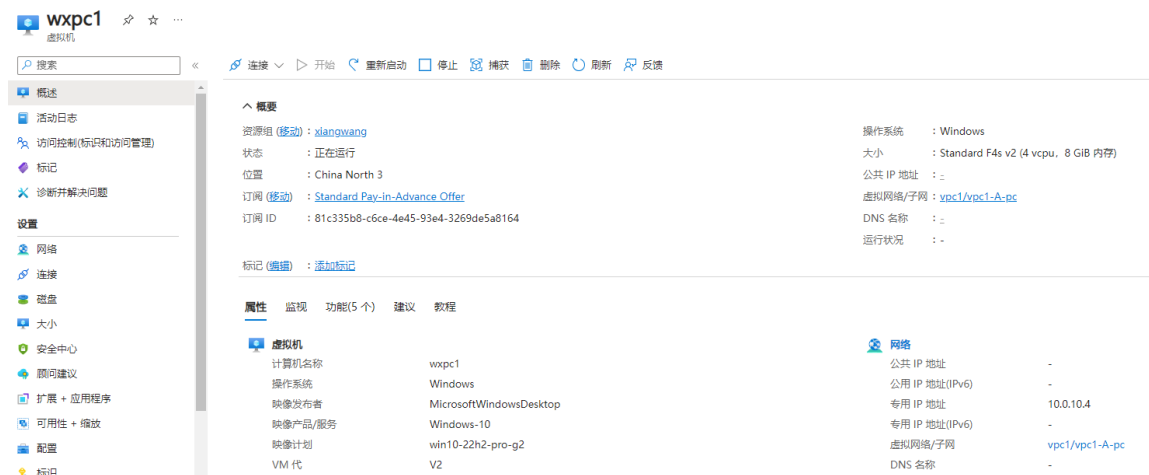 wxpc1
虚拟机
搜索
«
连接 开始 重新启动 停止 捕获 删除 刷新 反馈
概述
活动日志
访问控制(标识和访问管理)
标记
诊断并解决问题
设置
网络
连接
磁盘
大小
安全中心
顾问建议
扩展 + 应用程序
可用性 + 缩放
配置
标识
概要
资源组 (移动) : xiangwang
状态 : 正在运行
位置 : China North 3
订阅 (移动) : Standard Pay-in-Advance Offer
订阅 ID : 81c335b8-c6ce-4e45-93e4-3269de5a8164
操作系统 : Windows
大小 : Standard F4s v2 (4 vcpu，8 GiB 内存)
公共 IP 地址 : -
虚拟网络/子网 : vpc1/vpc1-A-pc
DNS 名称 : -
运行状况 : -
标记 (编辑) : 添加标记
属性 监视 功能(5 个) 建议 教程
虚拟机
计算机名称 wxpc1
操作系统 Windows
映像发布者 MicrosoftWindowsDesktop
映像产品/服务 Windows-10
映像计划 win10-22h2-pro-g2
VM 代 V2
网络
公共 IP 地址 -
公用 IP 地址(IPv6) -
专用 IP 地址 10.0.10.4
专用 IP 地址(IPv6) -
虚拟网络/子网 vpc1/vpc1-A-pc
DNS 名称 -